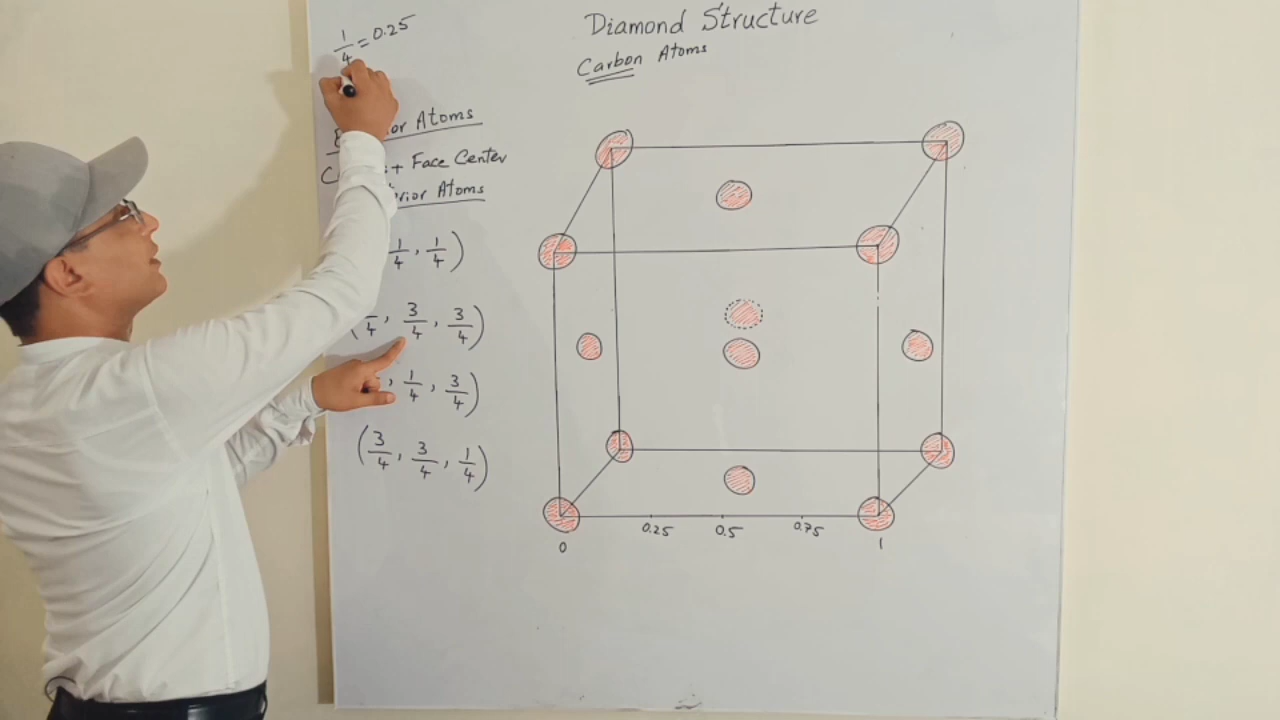 1/4 = 0.25
Diamond Structure
Carbon Atoms
Atoms
+ Face Center
Atoms
1/4 , 1/4 )
( /4 , 3/4 , 3/4 )
, 1/4 , 3/4 )
( 3/4 , 3/4 , 1/4 )
0.25 0.5 0.75
0 1